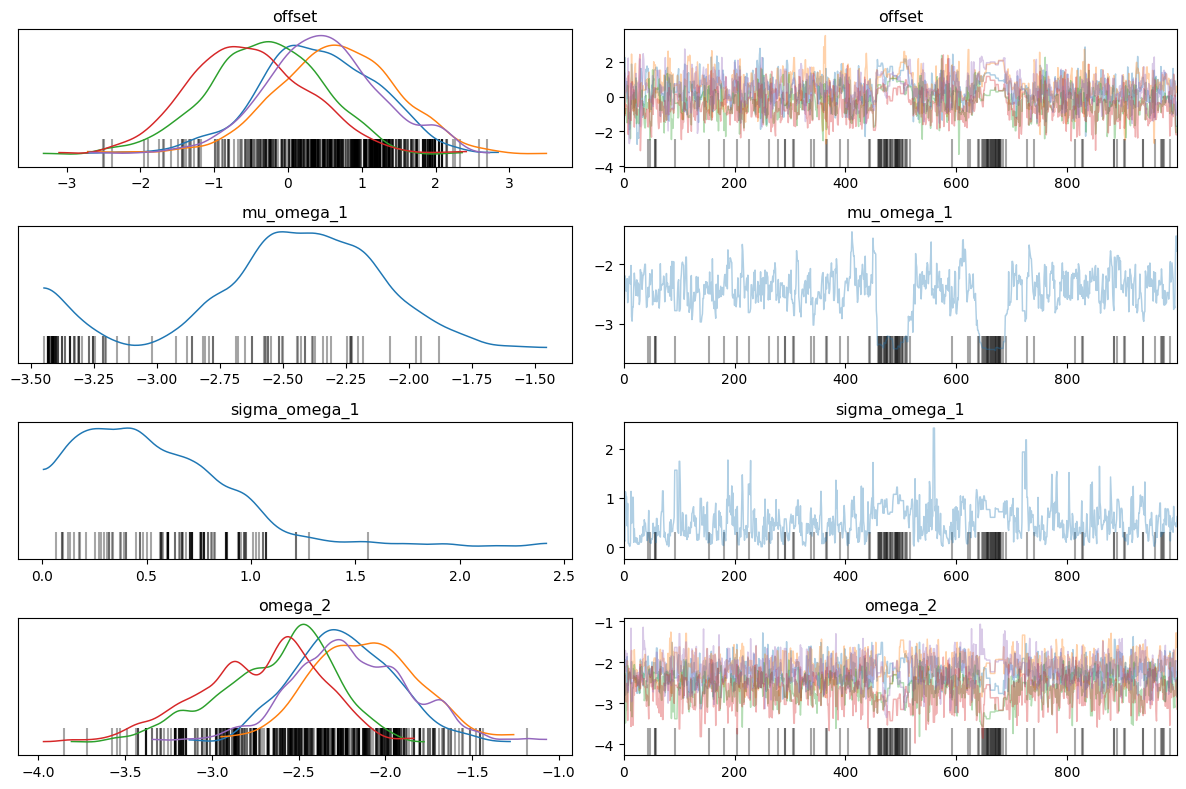 offset offset
−3 −2 −1 0 1 2 3
2
0
−2
−4
0 200 400 600 800
mu_omega_1 mu_omega_1
−3.50 −3.25 −3.00 −2.75 −2.50 −2.25 −2.00 −1.75 −1.50
−2
−3
0 200 400 600 800
sigma_omega_1 sigma_omega_1
0.0 0.5 1.0 1.5 2.0 2.5
2
1
0
0 200 400 600 800
omega_2 omega_2
−4.0 −3.5 −3.0 −2.5 −2.0 −1.5 −1.0
−1
−2
−3
−4
0 200 400 600 800